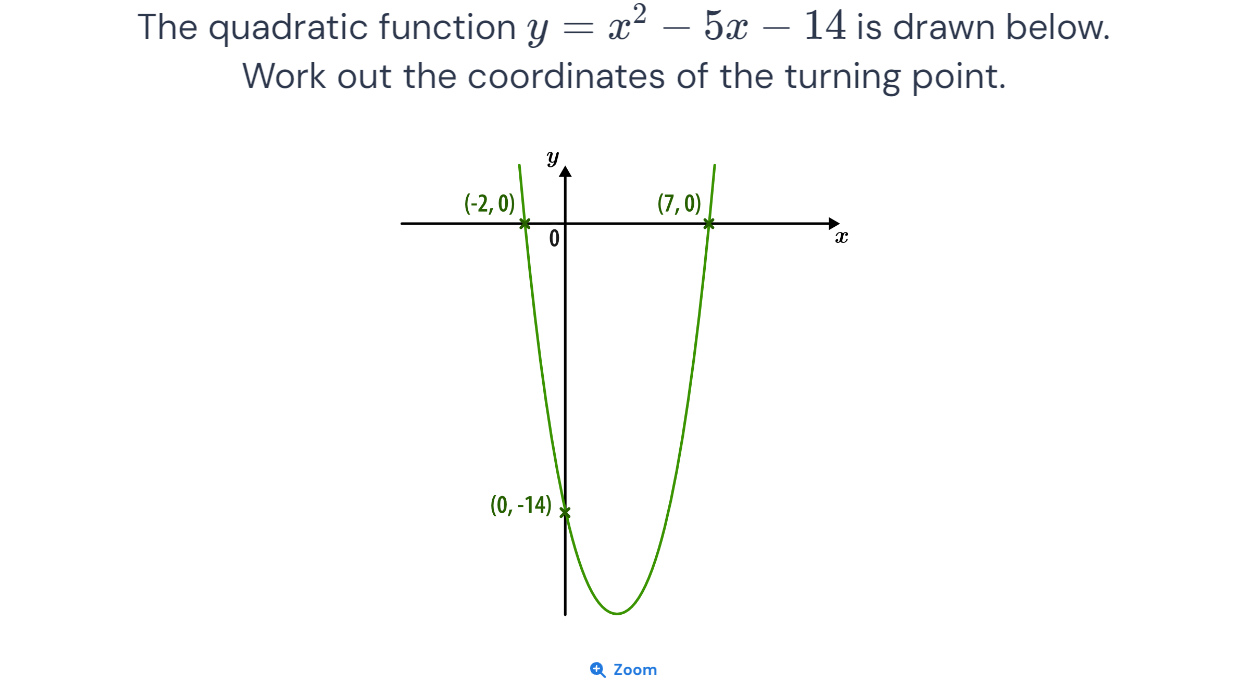 The quadratic function y = x² − 5x − 14 is drawn below.
Work out the coordinates of the turning point.
y
(-2, 0)
(7, 0)
0
x
(0, -14)
Zoom